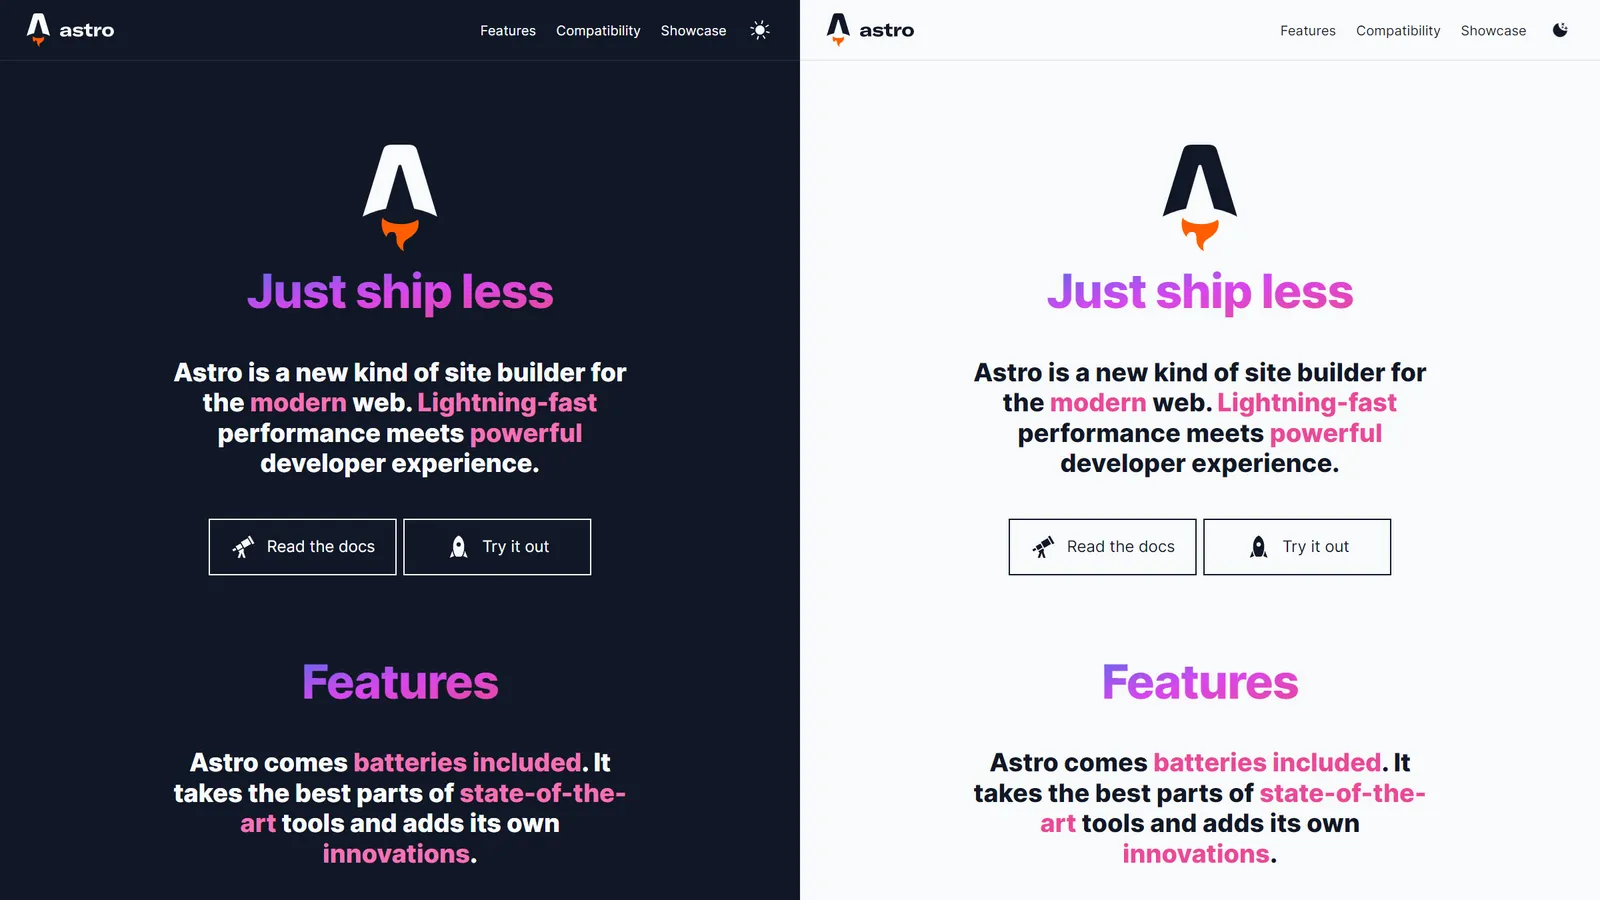 astro
Features Compatibility Showcase
Just ship less
Astro is a new kind of site builder for
the modern web. Lightning-fast
performance meets powerful
developer experience.
Read the docs
Try it out
Features
Astro comes batteries included. It
takes the best parts of state-of-the-
art tools and adds its own
innovations.
astro
Features Compatibility Showcase
Just ship less
Astro is a new kind of site builder for
the modern web. Lightning-fast
performance meets powerful
developer experience.
Read the docs
Try it out
Features
Astro comes batteries included. It
takes the best parts of state-of-the-
art tools and adds its own
innovations.